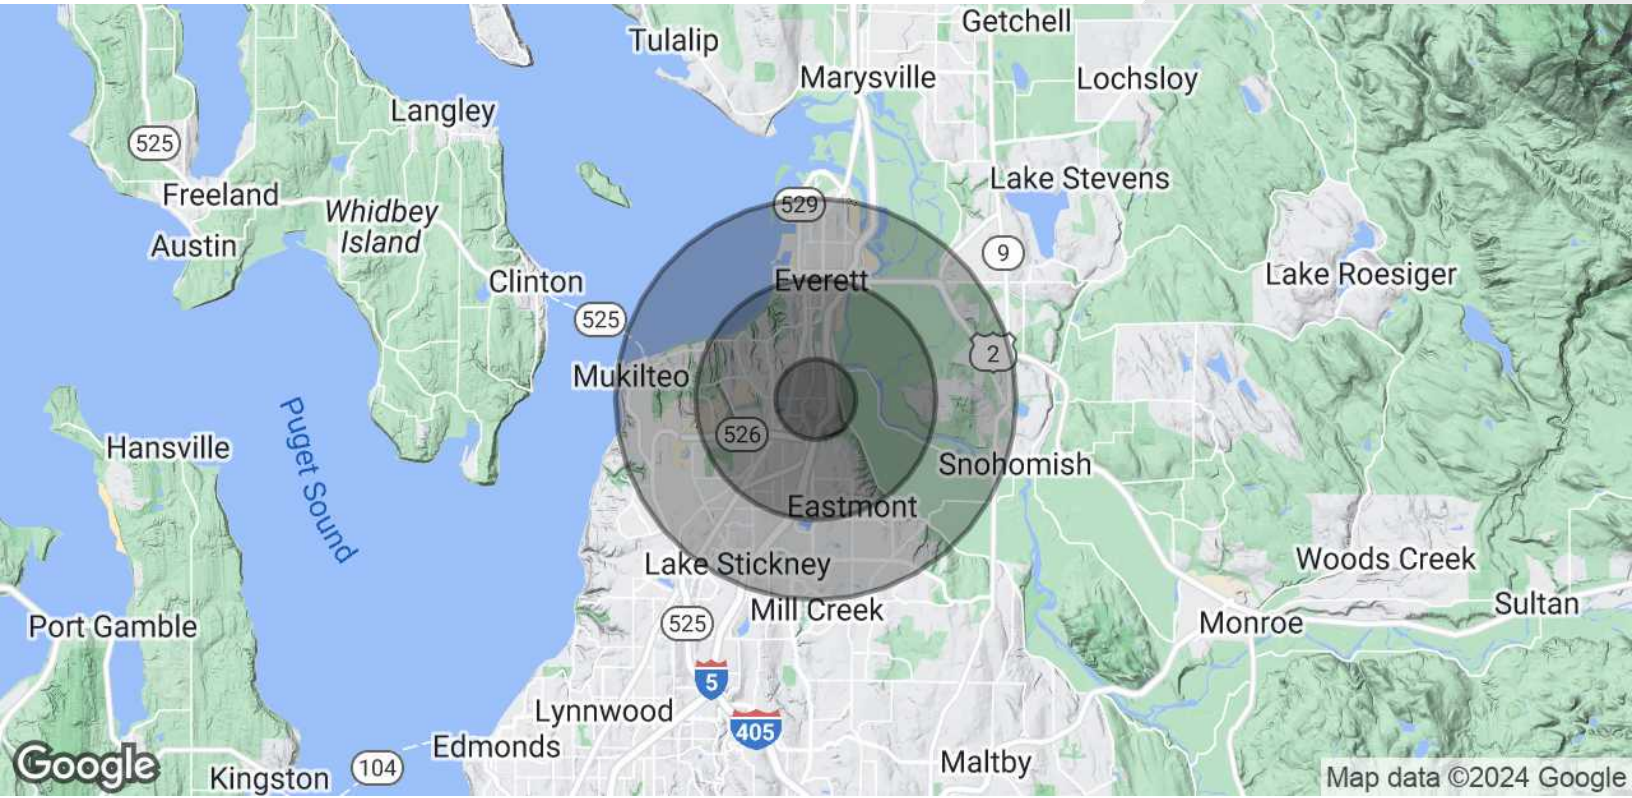 Getchell
Tulalip
Marysville
Lochsloy
Langley
525
Lake Stevens
Freeland
529
Whidbey
Island
Austin
9
Everett
Lake Roesiger
Clinton
525
2
Mukilteo
526
Hansville
Puget Sound
Snohomish
Eastmont
Lake Stickney
Woods Creek
Mill Creek
Sultan
Port Gamble
525
Monroe
5
Lynnwood
405
Edmonds
Maltby
104
Google
Kingston
Map data ©2024 Google